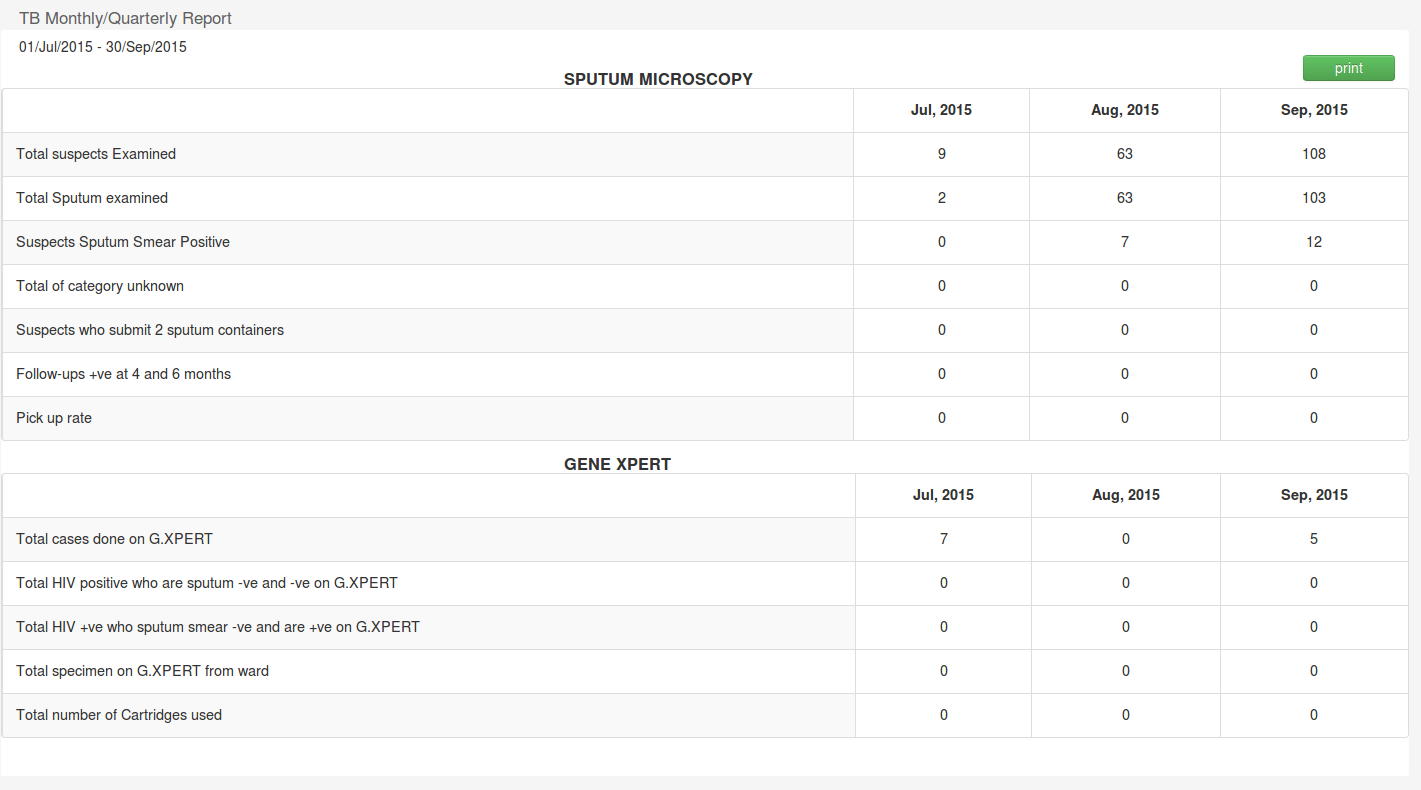 TB Monthly/Quarterly Report
01/Jul/2015 - 30/Sep/2015
print
SPUTUM MICROSCOPY
Jul, 2015 Aug, 2015 Sep, 2015
Total suspects Examined 9 63 108
Total Sputum examined 2 63 103
Suspects Sputum Smear Positive 0 7 12
Total of category unknown 0 0 0
Suspects who submit 2 sputum containers 0 0 0
Follow-ups +ve at 4 and 6 months 0 0 0
Pick up rate 0 0 0
GENE XPERT
Jul, 2015 Aug, 2015 Sep, 2015
Total cases done on G.XPERT 7 0 5
Total HIV positive who are sputum -ve and -ve on G.XPERT 0 0 0
Total HIV +ve who sputum smear -ve and are +ve on G.XPERT 0 0 0
Total specimen on G.XPERT from ward 0 0 0
Total number of Cartridges used 0 0 0